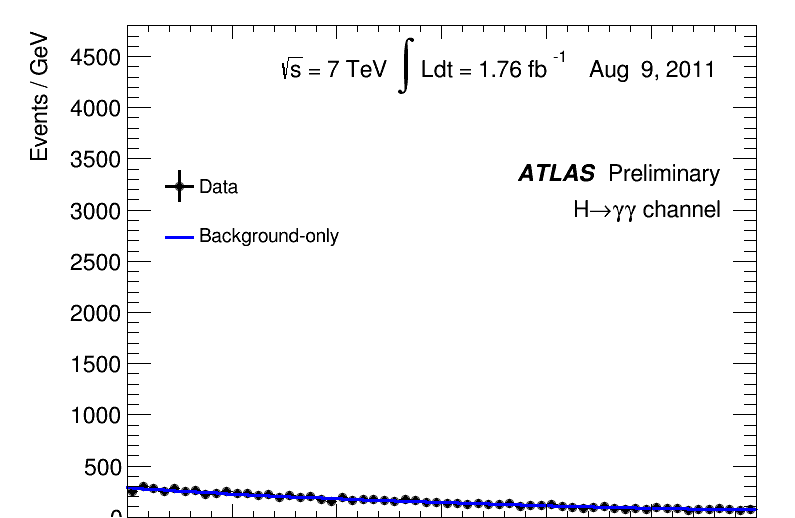 Events / GeV
4500
4000
3500
3000
2500
2000
1500
1000
500
0
√s = 7 TeV ∫ Ldt = 1.76 fb -1 Aug 9, 2011
ATLAS Preliminary
H→γγ channel
Data
Background-only